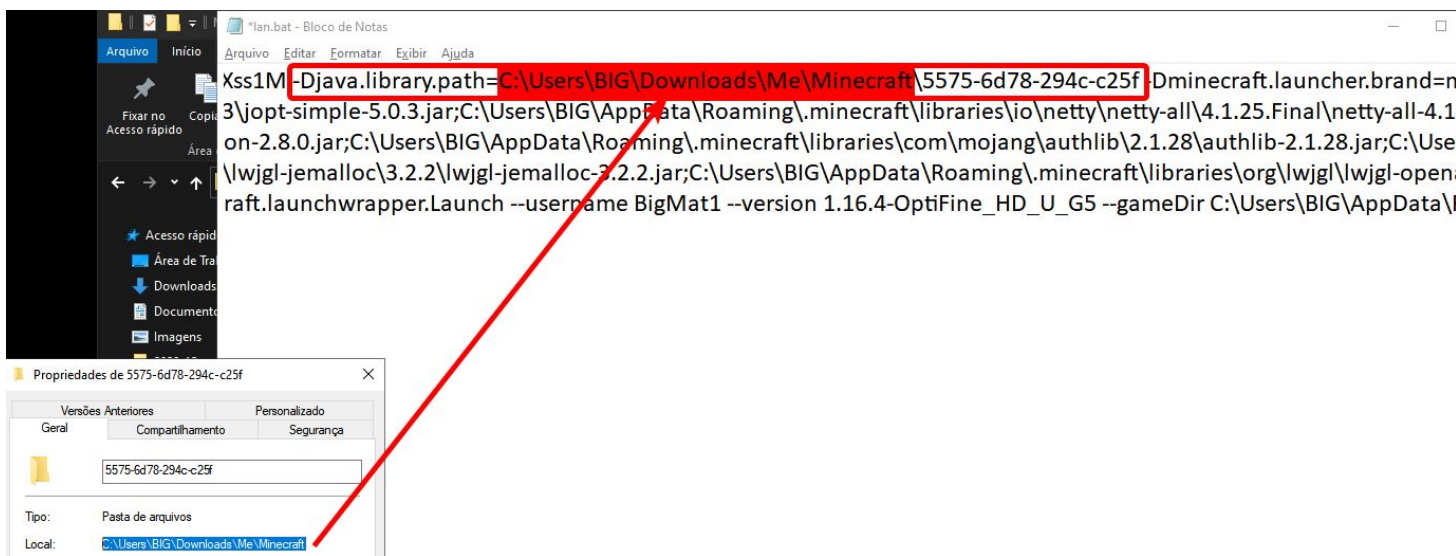 *lan.bat - Bloco de Notas
Arquivo Início
Arquivo Editar Formatar Exibir Ajuda
Xss1M -Djava.library.path=C:\Users\BIG\Downloads\Me\Minecraft\5575-6d78-294c-c25f -Dminecraft.launcher.brand=
3\jopt-simple-5.0.3.jar;C:\Users\BIG\AppData\Roaming\.minecraft\libraries\io\netty\netty-all\4.1.25.Final\netty-all-4.1
on-2.8.0.jar;C:\Users\BIG\AppData\Roaming\.minecraft\libraries\com\mojang\authlib\2.1.28\authlib-2.1.28.jar;C:\Use
\lwjgl-jemalloc\3.2.2\lwjgl-jemalloc-3.2.2.jar;C:\Users\BIG\AppData\Roaming\.minecraft\libraries\org\lwjgl\lwjgl-open
raft.launchwrapper.Launch --username BigMat1 --version 1.16.4-OptiFine_HD_U_G5 --gameDir C:\Users\BIG\AppData\
Fixar no
Acesso rápido
Copia
Área
Acesso rápid
Área de Tra
Downloads
Documento
Imagens
Propriedades de 5575-6d78-294c-c25f
Versões Anteriores Personalizado
Geral Compartilhamento Segurança
5575-6d78-294c-c25f
Tipo: Pasta de arquivos
Local: C:\Users\BIG\Downloads\Me\Minecraft